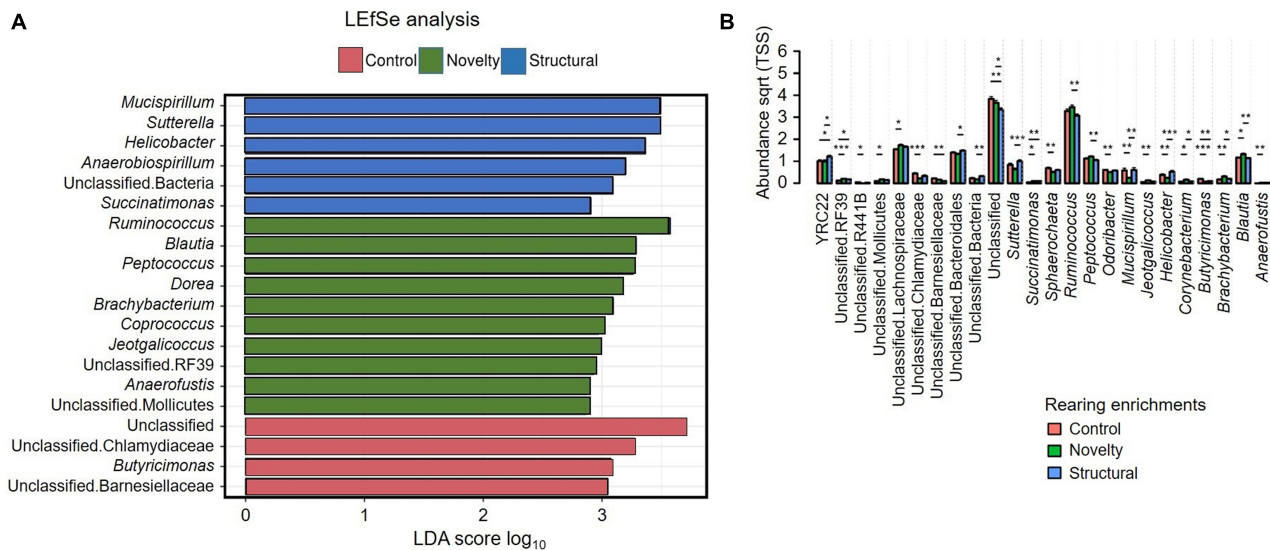 A
LEfSe analysis
Control Novelty Structural
Mucispirillum
Sutterella
Helicobacter
Anaerobiospirillum
Unclassified.Bacteria
Succinatimonas
Ruminococcus
Blautia
Peptococcus
Dorea
Brachybacterium
Coprococcus
Jeotgalicoccus
Unclassified.RF39
Anaerofustis
Unclassified.Mollicutes
Unclassified
Unclassified.Chlamydiaceae
Butyricimonas
Unclassified.Barnesiellaceae
0 1 2 3
LDA score log10
B
Abundance sqrt (TSS)
6
5
4
3
2
1
0
YRC22
Unclassified.RF39
Unclassified.R441B
Unclassified.Mollicutes
Unclassified.Lachnospiraceae
Unclassified.Chlamydiaceae
Unclassified.Barnesiellaceae
Unclassified.Bacteroidales
Unclassified.Bacteria
Unclassified
Sutterella
Succinatimonas
Sphaerochaeta
Ruminococcus
Peptococcus
Odoribacter
Mucispirillum
Jeotgalicoccus
Helicobacter
Corynebacterium
Butyricimonas
Brachybacterium
Blautia
Anaerofustis
Rearing enrichments
Control
Novelty
Structural